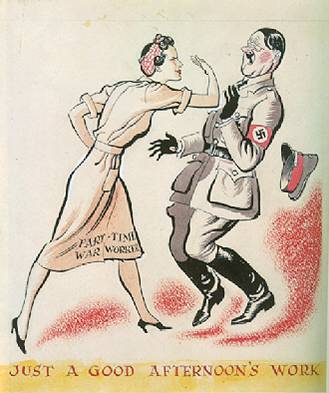 PART-TIME
WAR WORKER
JUST A GOOD AFTERNOON'S WORK